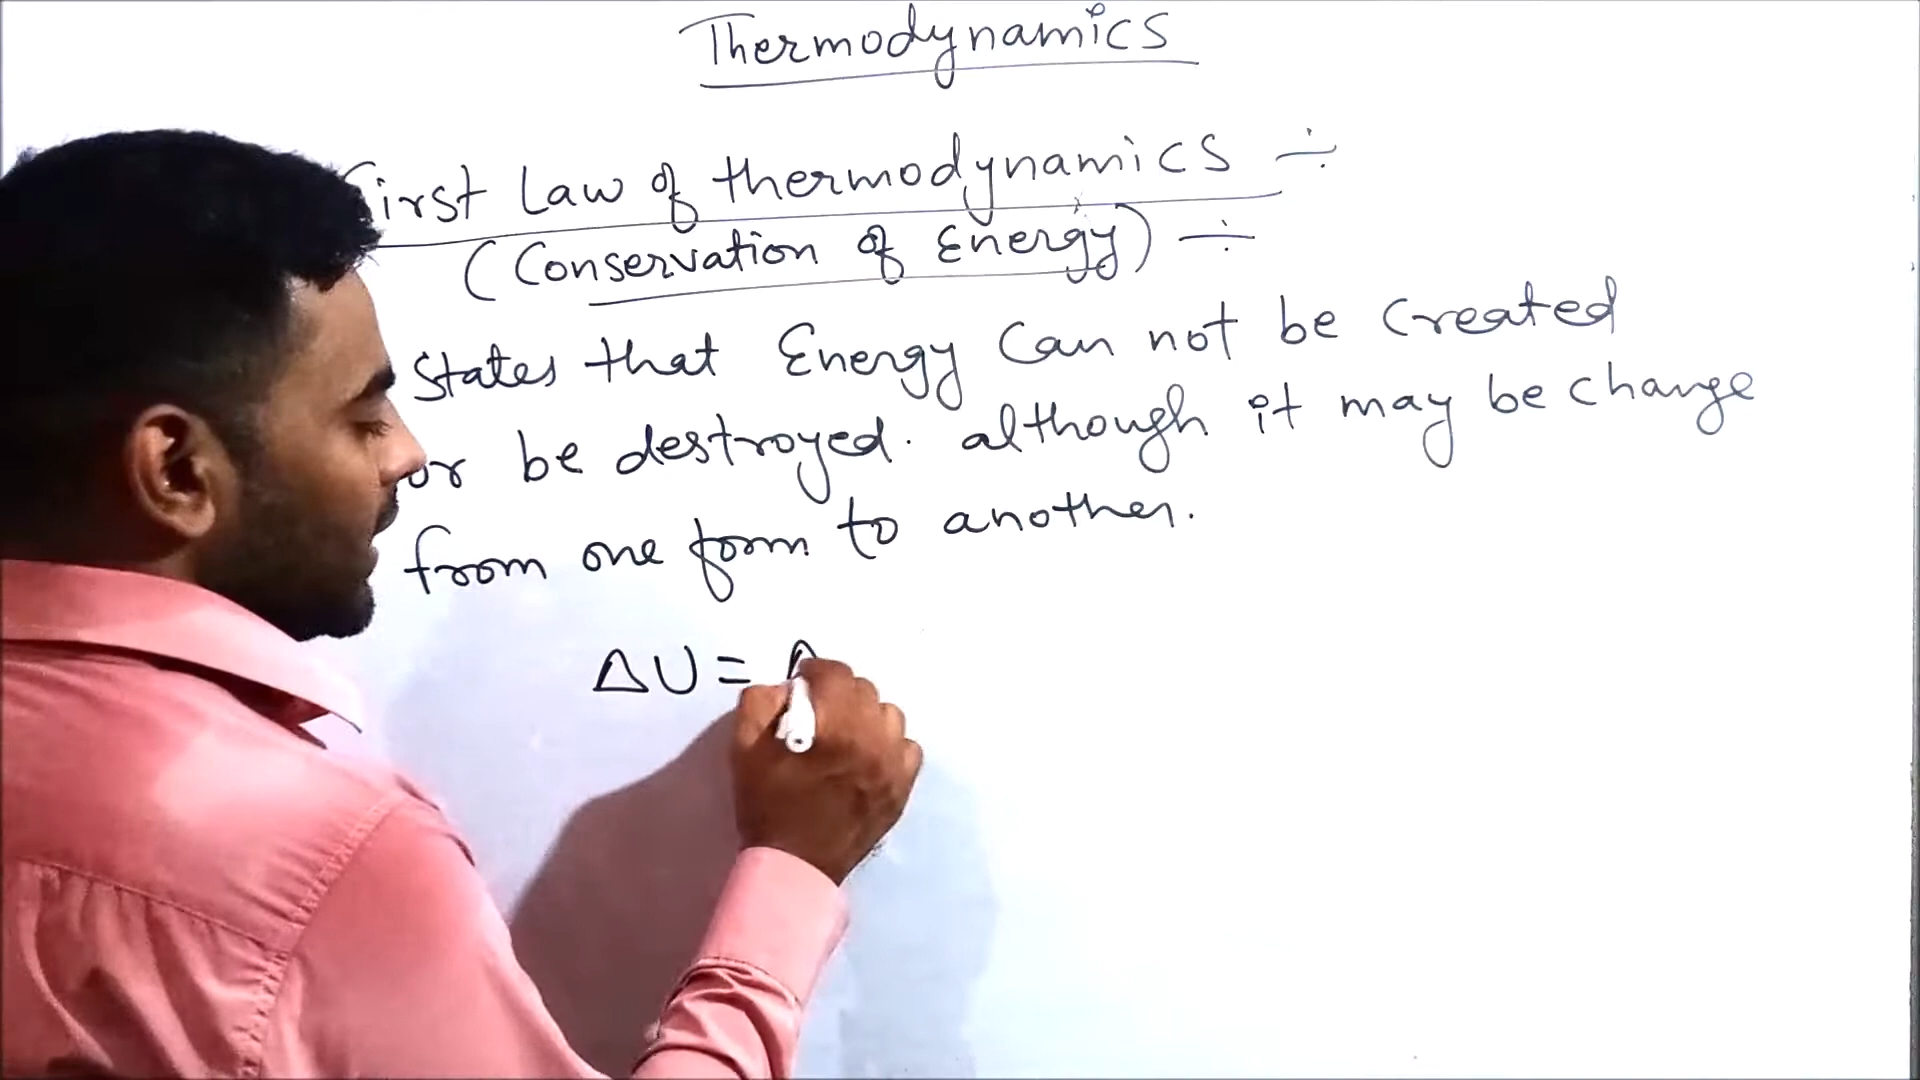 Thermodynamics
First Law of thermodynamics ÷
(Conservation of Energy) ÷
States that Energy Can not be Created
or be destroyed. although it may be change
from one form to another.
ΔU = Δ